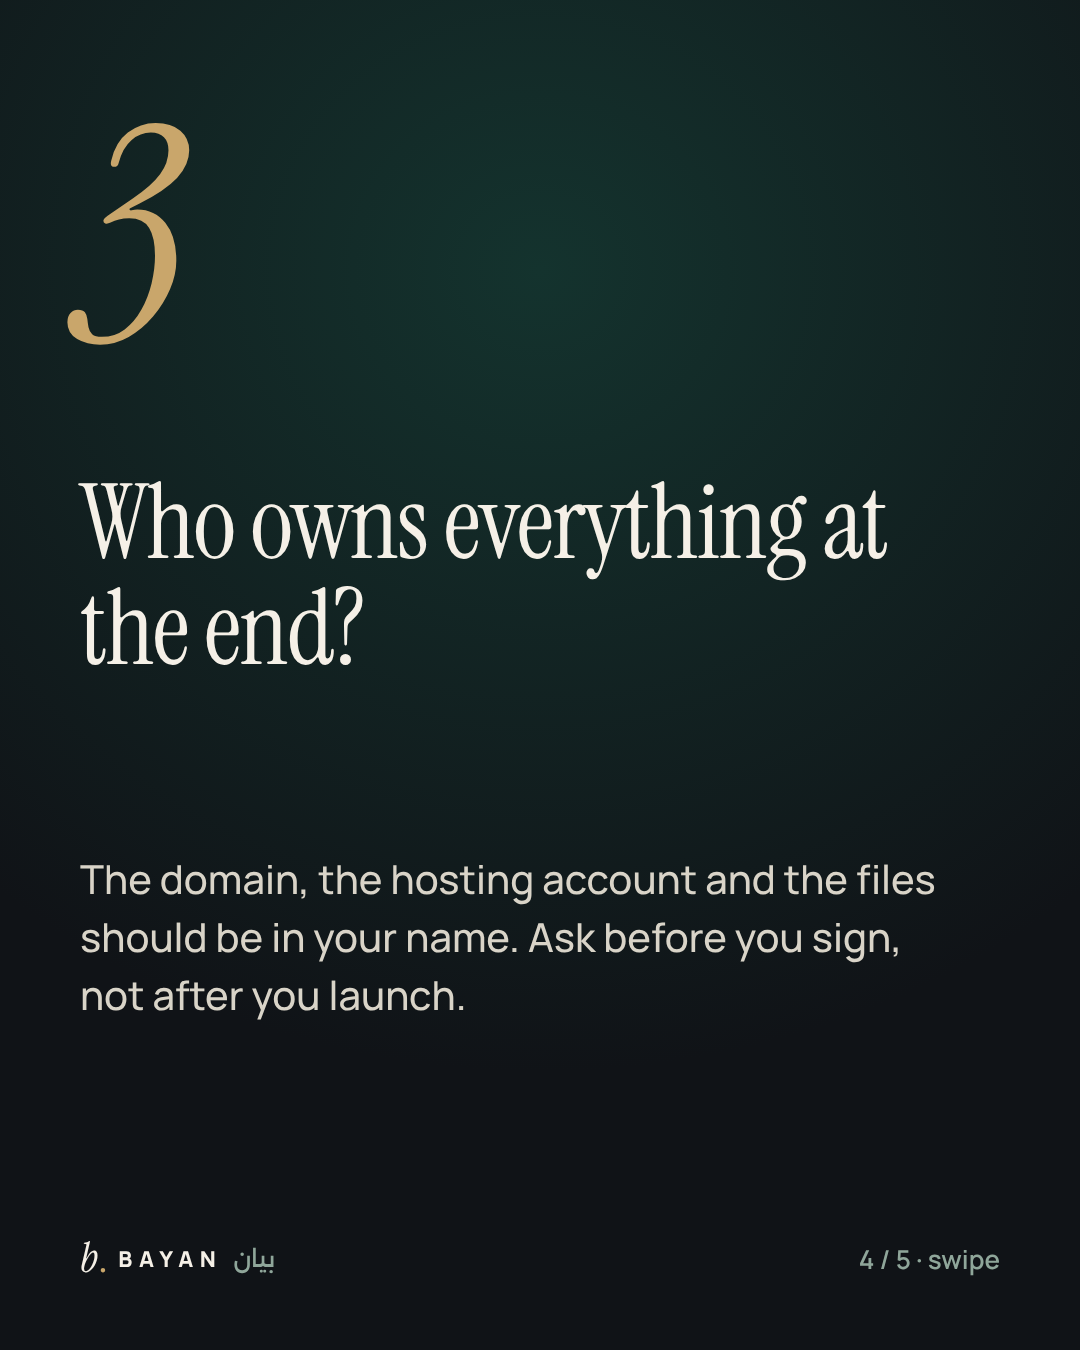 3
Who owns everything at
the end?
The domain, the hosting account and the files
should be in your name. Ask before you sign,
not after you launch.
b. BAYAN بيان
4 / 5 · swipe